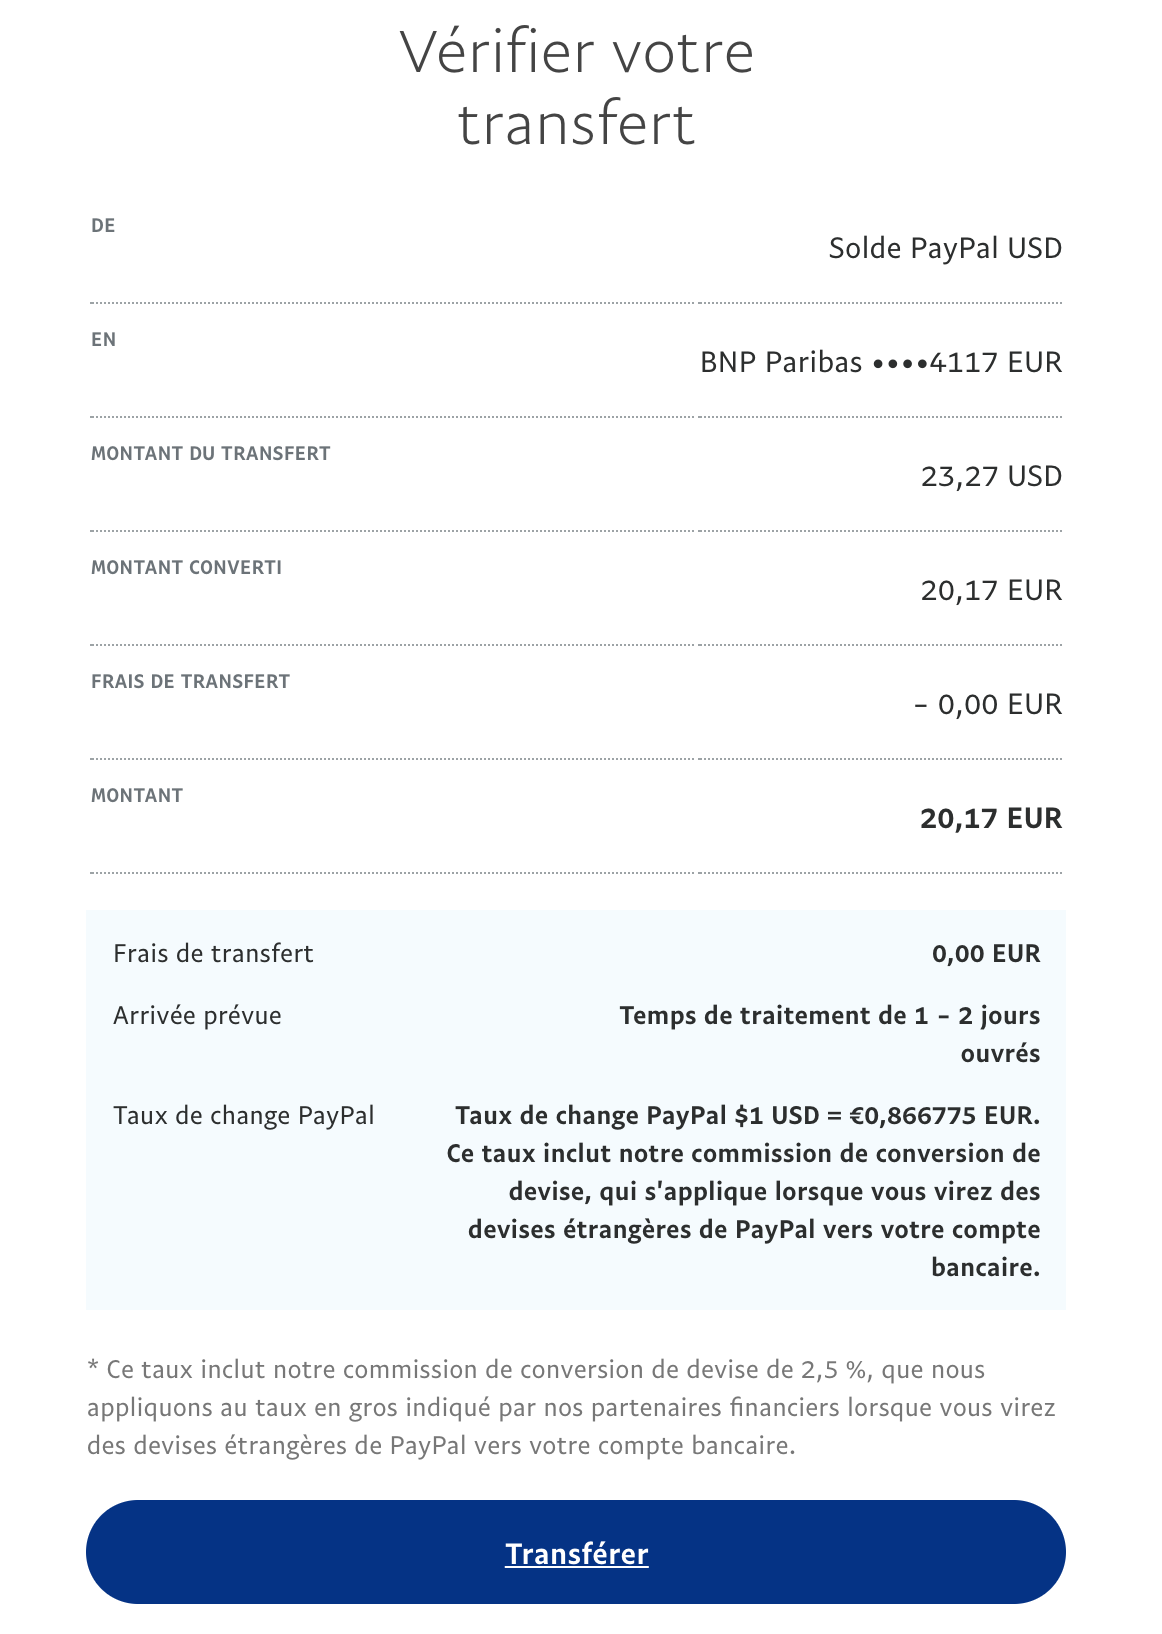 Vérifier votre
transfert
DE
Solde PayPal USD
EN
BNP Paribas ••••4117 EUR
MONTANT DU TRANSFERT
23,27 USD
MONTANT CONVERTI
20,17 EUR
FRAIS DE TRANSFERT
– 0,00 EUR
MONTANT
20,17 EUR
Frais de transfert 0,00 EUR
Arrivée prévue Temps de traitement de 1 – 2 jours
ouvrés
Taux de change PayPal Taux de change PayPal $1 USD = €0,866775 EUR.
Ce taux inclut notre commission de conversion de
devise, qui s'applique lorsque vous virez des
devises étrangères de PayPal vers votre compte
bancaire.
* Ce taux inclut notre commission de conversion de devise de 2,5 %, que nous
appliquons au taux en gros indiqué par nos partenaires financiers lorsque vous virez
des devises étrangères de PayPal vers votre compte bancaire.
Transférer